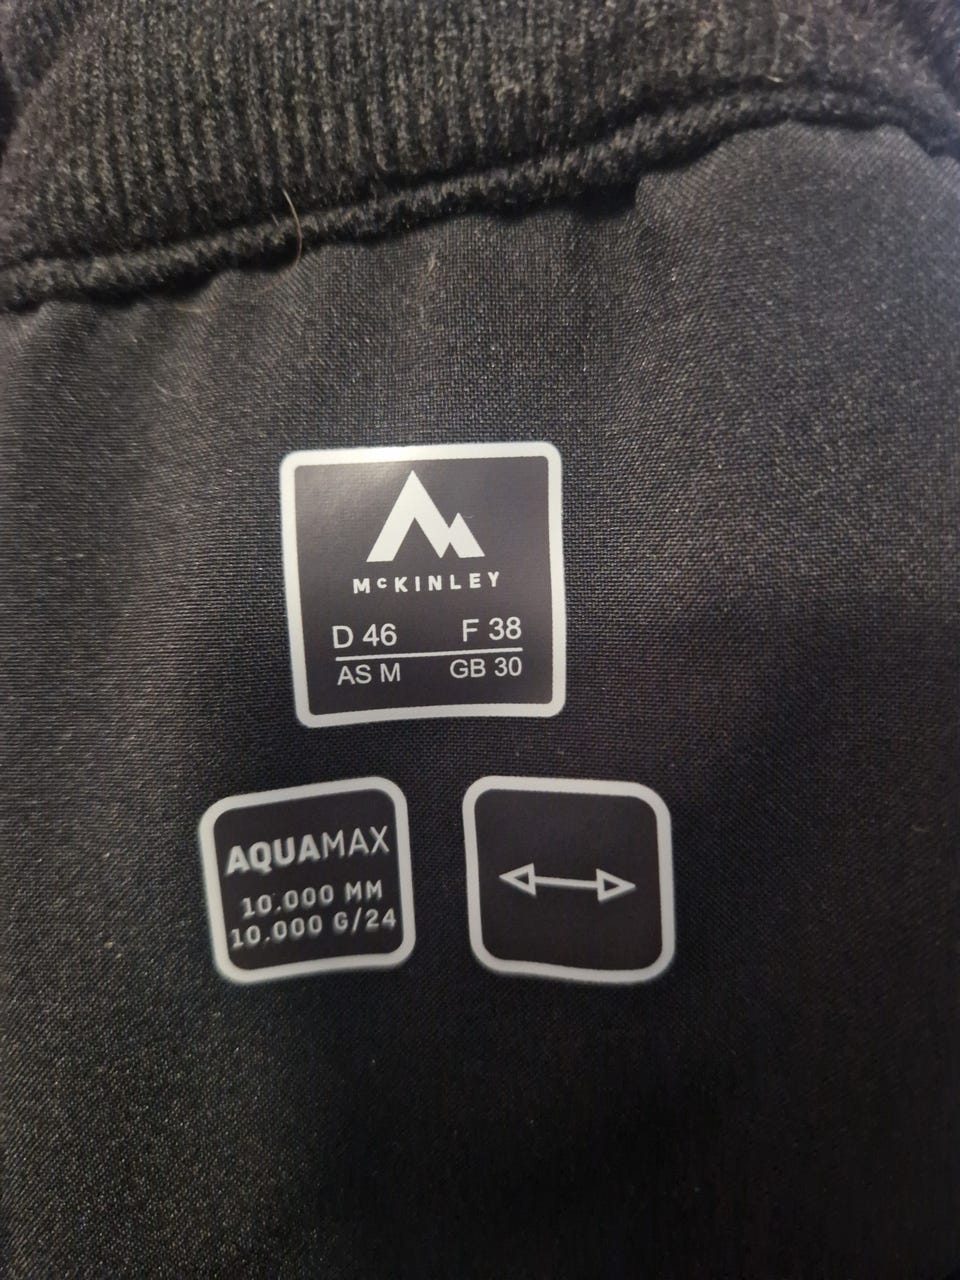 McKINLEY
D 46 F 38
AS M GB 30
AQUAMAX
10.000 MM
10.000 G/24